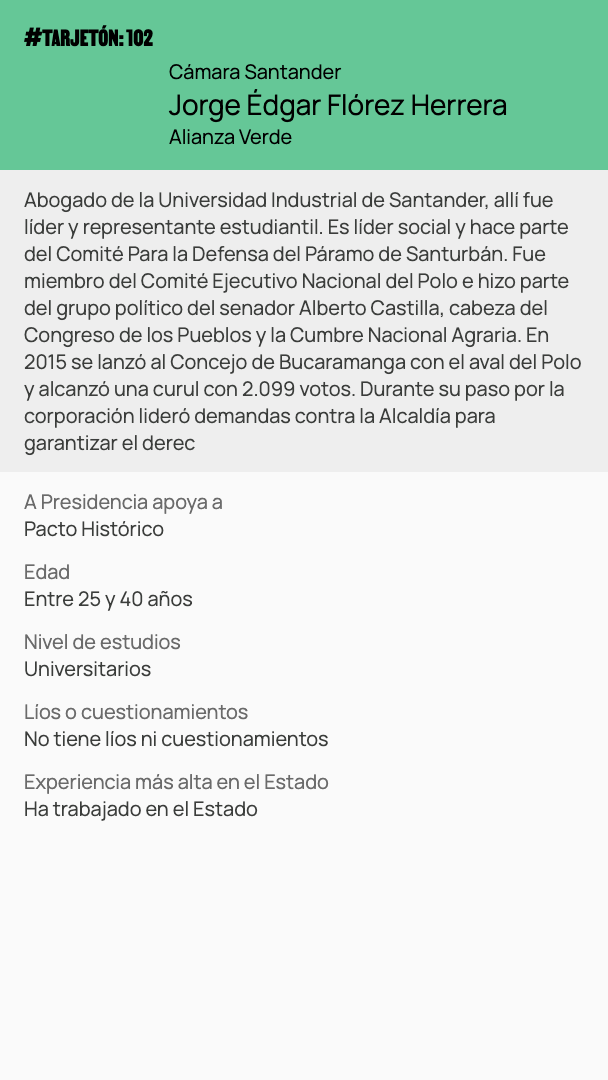 #TARJETÓN: 102
Cámara Santander
Jorge Édgar Flórez Herrera
Alianza Verde
Abogado de la Universidad Industrial de Santander, allí fue
líder y representante estudiantil. Es líder social y hace parte
del Comité Para la Defensa del Páramo de Santurbán. Fue
miembro del Comité Ejecutivo Nacional del Polo e hizo parte
del grupo político del senador Alberto Castilla, cabeza del
Congreso de los Pueblos y la Cumbre Nacional Agraria. En
2015 se lanzó al Concejo de Bucaramanga con el aval del Polo
y alcanzó una curul con 2.099 votos. Durante su paso por la
corporación lideró demandas contra la Alcaldía para
garantizar el derec
A Presidencia apoya a
Pacto Histórico
Edad
Entre 25 y 40 años
Nivel de estudios
Universitarios
Líos o cuestionamientos
No tiene líos ni cuestionamientos
Experiencia más alta en el Estado
Ha trabajado en el Estado